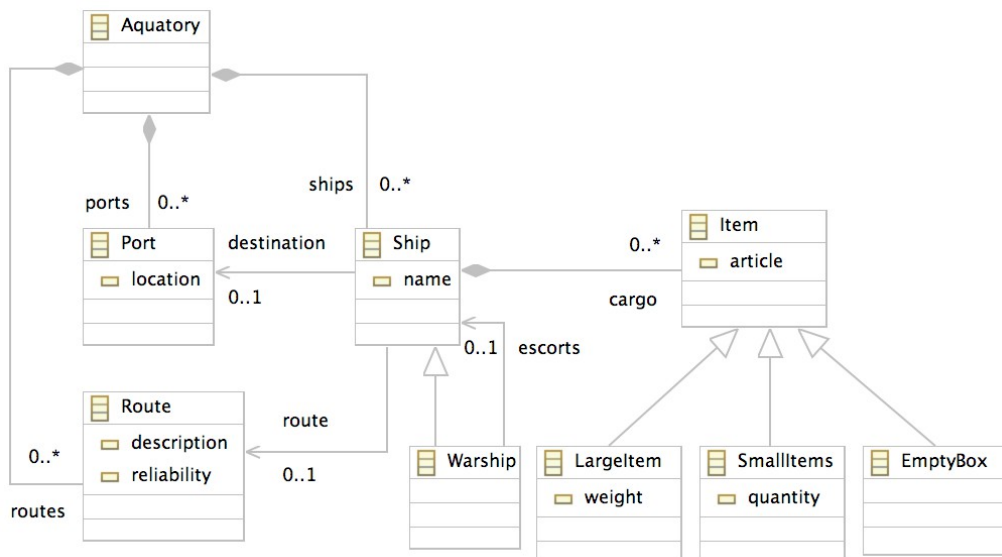 Aquatory
ships
0..*
ports
0..*
Port
location
destination
0..1
Ship
name
0..*
cargo
Item
article
0..1
escorts
Route
description
reliability
route
0..1
0..*
routes
Warship
LargeItem
weight
SmallItems
quantity
EmptyBox